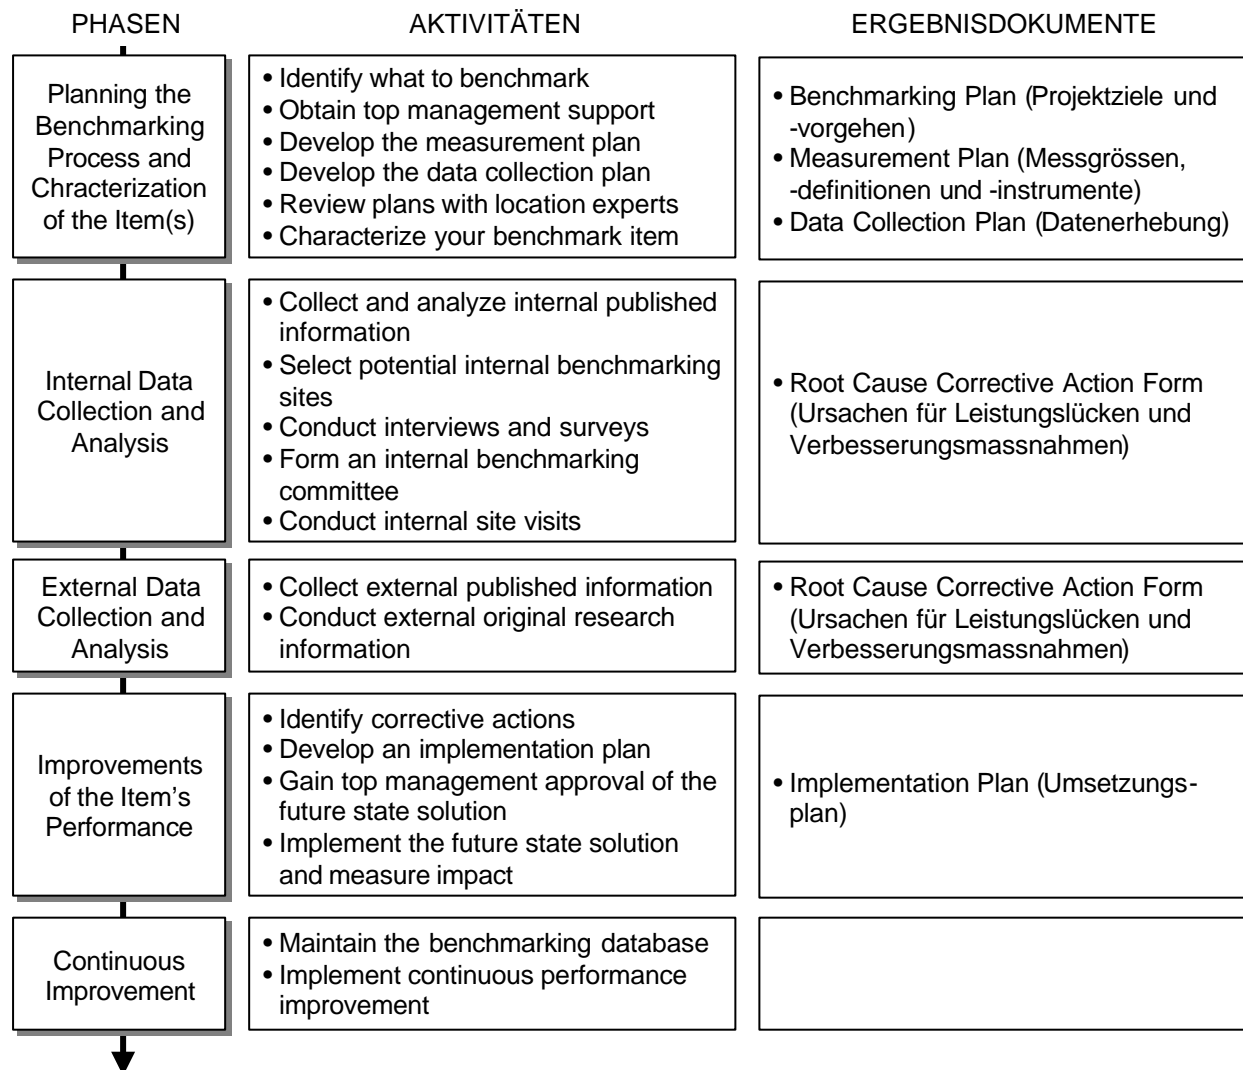 PHASEN
AKTIVITÄTEN
ERGEBNISDOKUMENTE
Planning the
Benchmarking
Process and
Chracterization
of the Item(s)
• Identify what to benchmark
• Obtain top management support
• Develop the measurement plan
• Develop the data collection plan
• Review plans with location experts
• Characterize your benchmark item
• Benchmarking Plan (Projektziele und
-vorgehen)
• Measurement Plan (Messgrössen,
-definitionen und -instrumente)
• Data Collection Plan (Datenerhebung)
Internal Data
Collection and
Analysis
• Collect and analyze internal published
information
• Select potential internal benchmarking
sites
• Conduct interviews and surveys
• Form an internal benchmarking
committee
• Conduct internal site visits
• Root Cause Corrective Action Form
(Ursachen für Leistungslücken und
Verbesserungsmassnahmen)
External Data
Collection and
Analysis
• Collect external published information
• Conduct external original research
information
• Root Cause Corrective Action Form
(Ursachen für Leistungslücken und
Verbesserungsmassnahmen)
Improvements
of the Item's
Performance
• Identify corrective actions
• Develop an implementation plan
• Gain top management approval of the
future state solution
• Implement the future state solution
and measure impact
• Implementation Plan (Umsetzungs-
plan)
Continuous
Improvement
• Maintain the benchmarking database
• Implement continuous performance
improvement